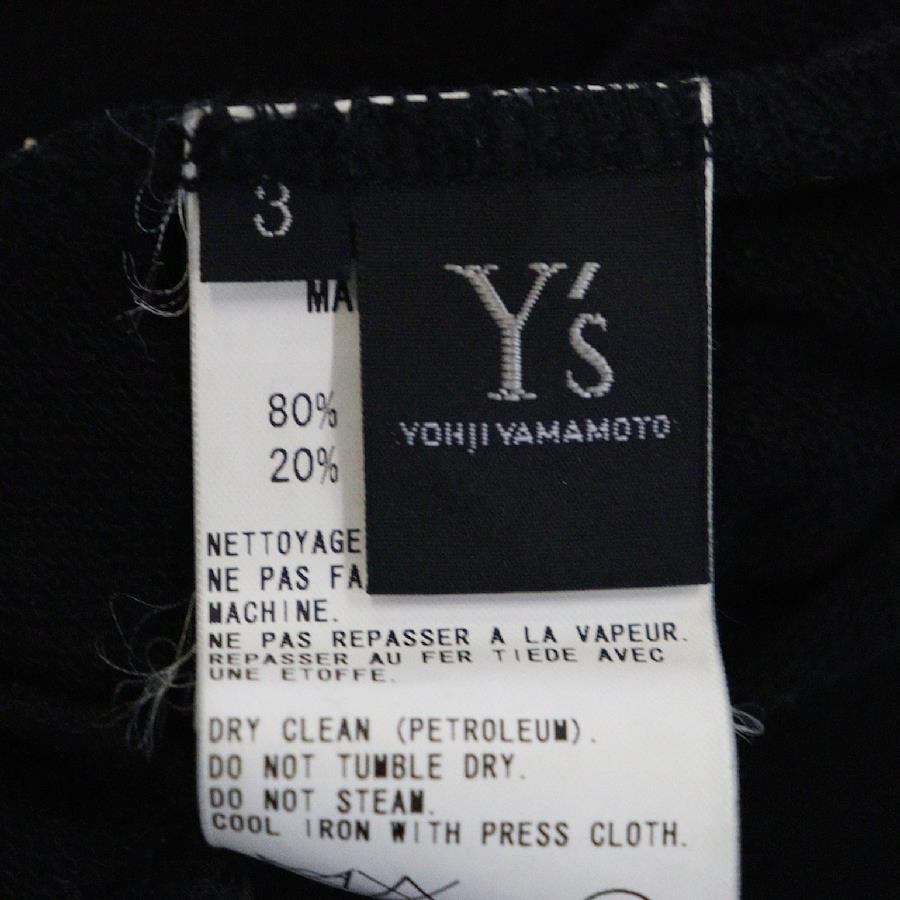 3
Y's
YOHJI YAMAMOTO
MA
80%
20%
NETTOYAGE
NE PAS FA
MACHINE.
NE PAS REPASSER A LA VAPEUR.
REPASSER AU FER TIEDE AVEC
UNE ETOFFE.
DRY CLEAN (PETROLEUM).
DO NOT TUMBLE DRY.
DO NOT STEAM.
COOL IRON WITH PRESS CLOTH.